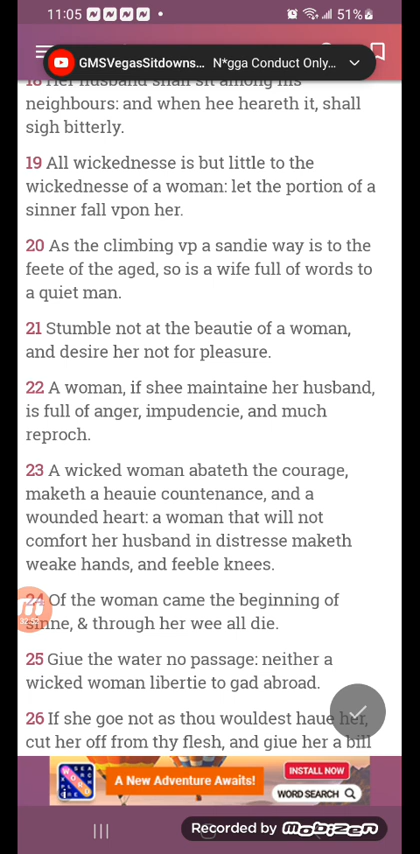 11:05
51%
GMSVegasSitdowns... N*gga Conduct Only...
18 Her husband shall sit among his
neighbours: and when hee heareth it, shall
sigh bitterly.
19 All wickednesse is but little to the
wickednesse of a woman: let the portion of a
sinner fall vpon her.
20 As the climbing vp a sandie way is to the
feete of the aged, so is a wife full of words to
a quiet man.
21 Stumble not at the beautie of a woman,
and desire her not for pleasure.
22 A woman, if shee maintaine her husband,
is full of anger, impudencie, and much
reproch.
23 A wicked woman abateth the courage,
maketh a heauie countenance, and a
wounded heart: a woman that will not
comfort her husband in distresse maketh
weake hands, and feeble knees.
24 Of the woman came the beginning of
sinne, & through her wee all die.
32:32
25 Giue the water no passage: neither a
wicked woman libertie to gad abroad.
26 If she goe not as thou wouldest haue her,
cut her off from thy flesh, and giue her a bill
A New Adventure Awaits!
INSTALL NOW
WORD SEARCH
Recorded by mobizen